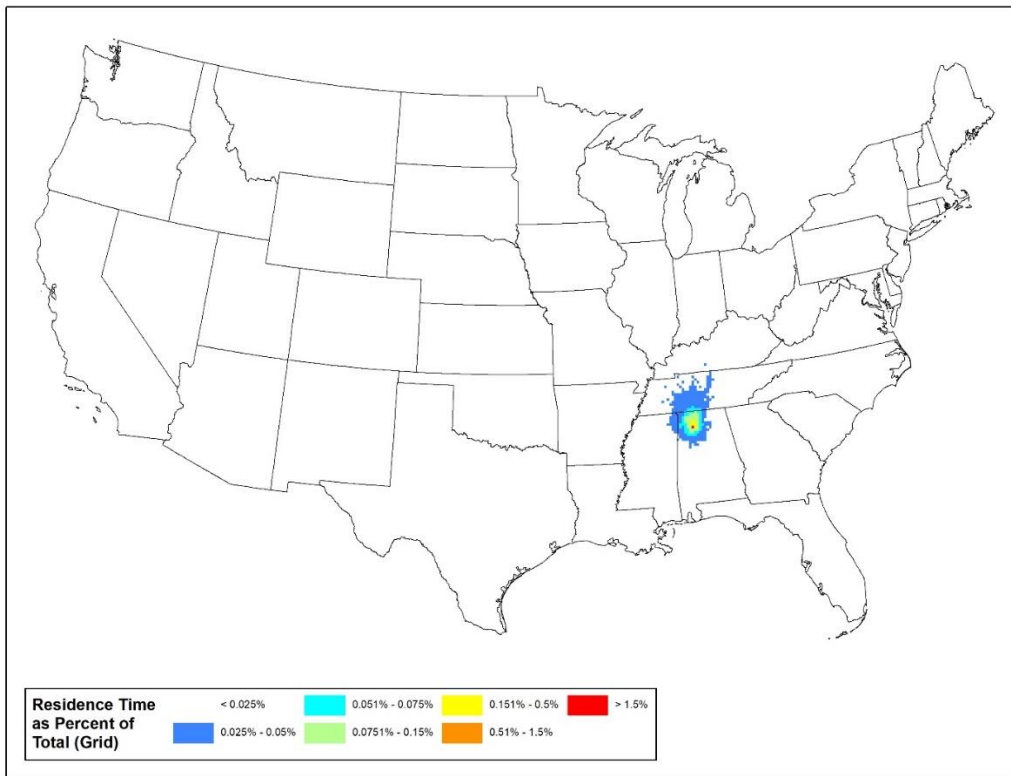 Residence Time
as Percent of
Total (Grid)
< 0.025%
0.051% - 0.075%
0.151% - 0.5%
> 1.5%
0.025% - 0.05%
0.0751% - 0.15%
0.51% - 1.5%